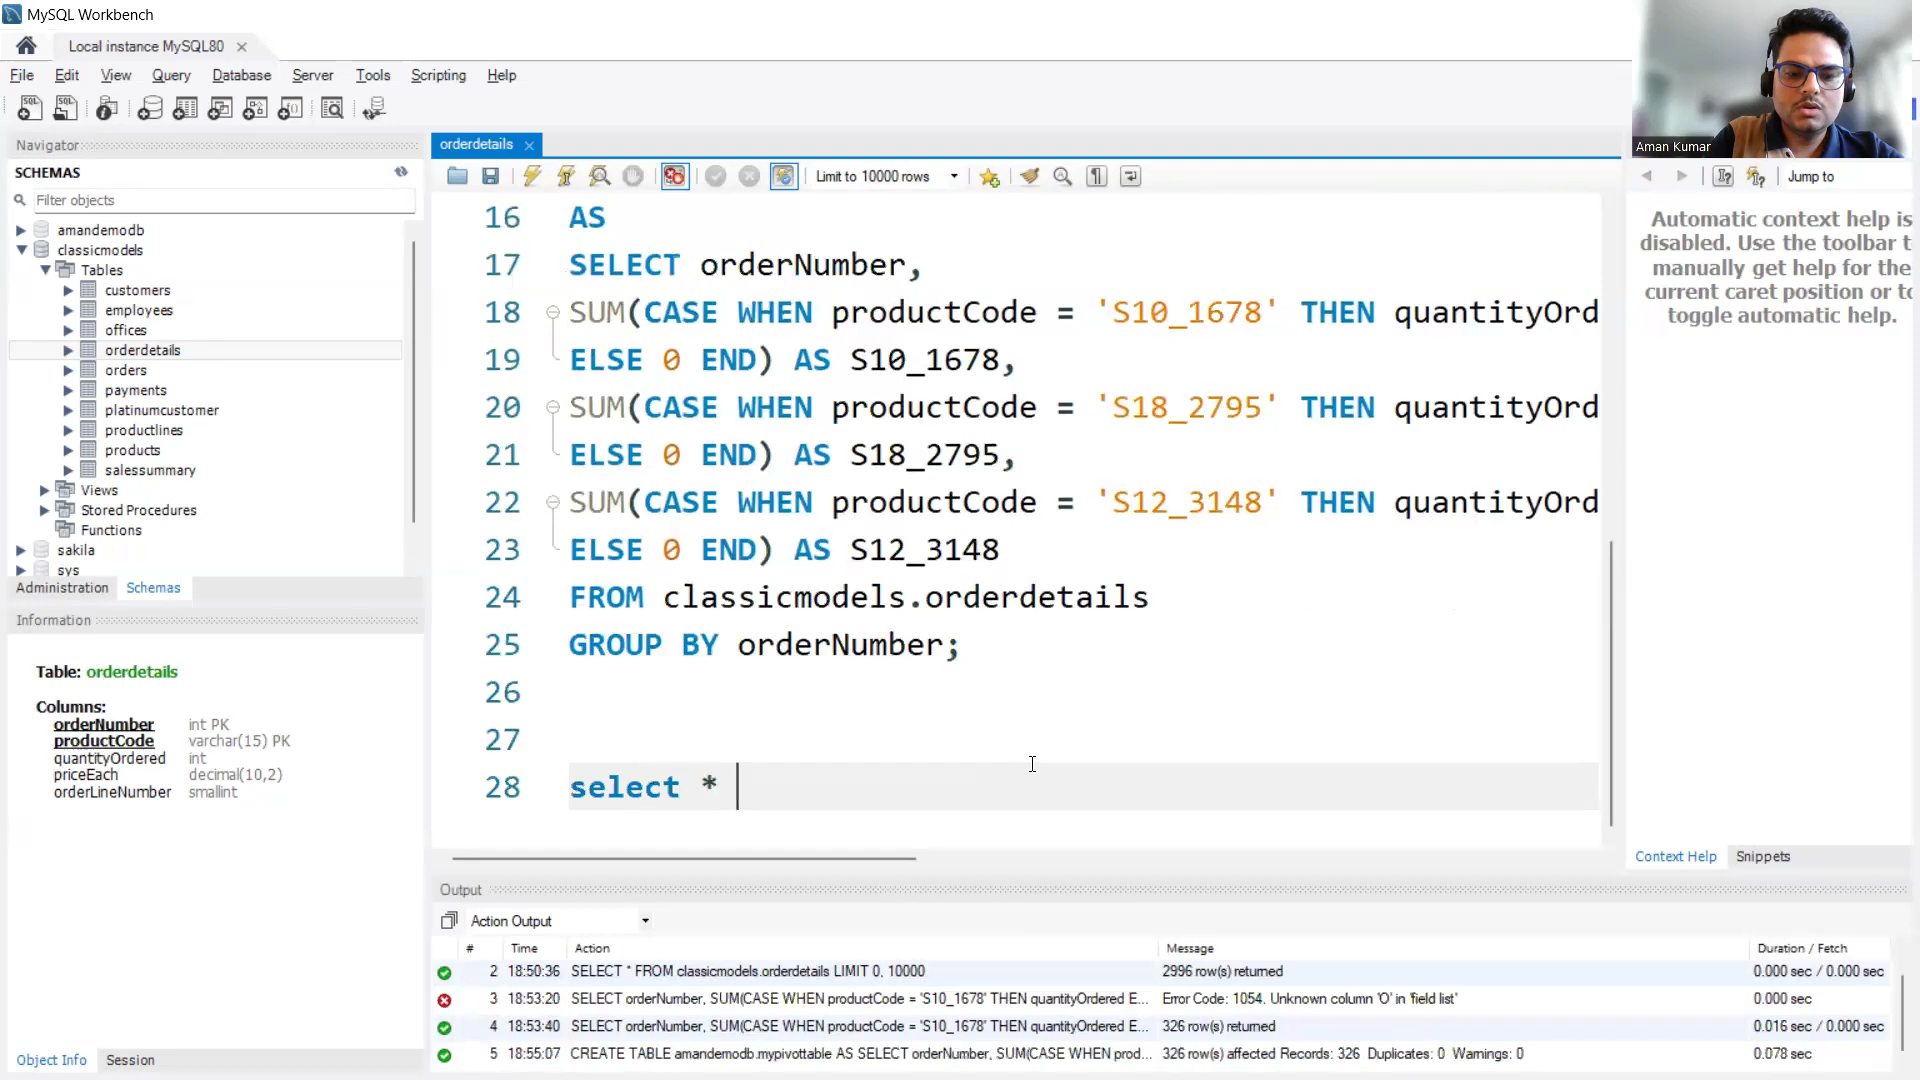 MySQL Workbench
Local instance MySQL80
File Edit View Query Database Server Tools Scripting Help
Navigator
SCHEMAS
Filter objects
amandemodb
classicmodels
Tables
customers
employees
offices
orderdetails
orders
payments
platinumcustomer
productlines
products
salessummary
Views
Stored Procedures
Functions
sakila
sys
Administration Schemas
Information
Table: orderdetails
Columns:
orderNumber int PK
productCode varchar(15) PK
quantityOrdered int
priceEach decimal(10,2)
orderLineNumber smallint
Object Info Session
orderdetails
Limit to 10000 rows
16 AS
17 SELECT orderNumber,
18 SUM(CASE WHEN productCode = 'S10_1678' THEN quantityOrd
19 ELSE 0 END) AS S10_1678,
20 SUM(CASE WHEN productCode = 'S18_2795' THEN quantityOrd
21 ELSE 0 END) AS S18_2795,
22 SUM(CASE WHEN productCode = 'S12_3148' THEN quantityOrd
23 ELSE 0 END) AS S12_3148
24 FROM classicmodels.orderdetails
25 GROUP BY orderNumber;
26
27
28 select *
Aman Kumar
Jump to
Automatic context help is
disabled. Use the toolbar t
manually get help for the
current caret position or to
toggle automatic help.
Context Help Snippets
Output
Action Output
# Time Action Message Duration / Fetch
2 18:50:36 SELECT * FROM classicmodels.orderdetails LIMIT 0, 10000 2996 row(s) returned 0.000 sec / 0.000 sec
3 18:53:20 SELECT orderNumber, SUM(CASE WHEN productCode = 'S10_1678' THEN quantityOrdered E... Error Code: 1054. Unknown column 'O' in 'field list' 0.000 sec
4 18:53:40 SELECT orderNumber, SUM(CASE WHEN productCode = 'S10_1678' THEN quantityOrdered E... 326 row(s) returned 0.016 sec / 0.000 sec
5 18:55:07 CREATE TABLE amandemodb.mypivottable AS SELECT orderNumber, SUM(CASE WHEN prod... 326 row(s) affected Records: 326 Duplicates: 0 Warnings: 0 0.078 sec